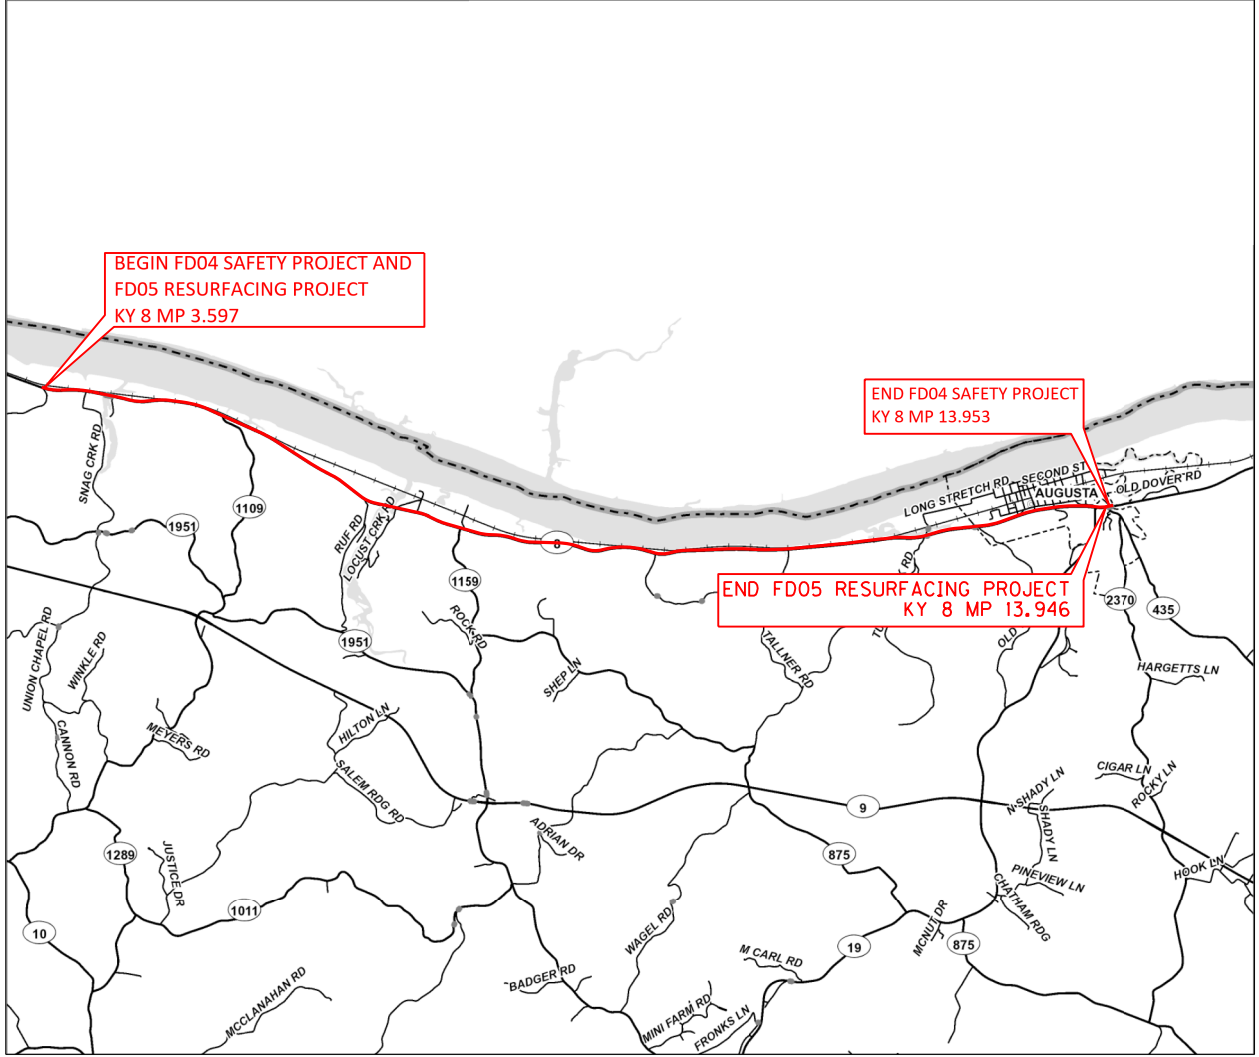 BEGIN FD04 SAFETY PROJECT AND
FD05 RESURFACING PROJECT
KY 8 MP 3.597
END FD04 SAFETY PROJECT
KY 8 MP 13.953
SNAG CRK RD
1951
1109
RUF RD
LOCUST CRK RD
8
LONG STRETCH RD
SECOND ST
AUGUSTA
OLD DOVER RD
END FD05 RESURFACING PROJECT
KY 8 MP 13.946
1159
ROCK RD
1951
RD
OLD
2370
435
UNION CHAPEL RD
WINKLE RD
SHEP LN
TALLNER RD
HARGETTS LN
CANNON RD
MEYERS RD
HILTON LN
SALEM RDG RD
CIGAR LN
ROCKY LN
N SHADY LN
SHADY LN
9
ADRIAN DR
1289
JUSTICE DR
875
PINEVIEW LN
HOOK LN
CHATHAM RDG
1011
10
WAGEL RD
MCNUT DR
875
19
M CARL RD
BADGER RD
MCCLANAHAN RD
MINI FARM RD
FRONKS LN